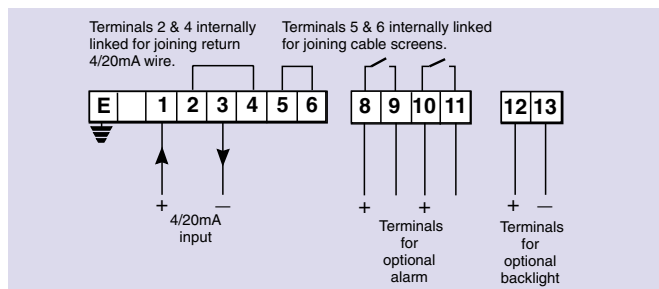 Terminals 2 & 4 internally
linked for joining return
4/20mA wire.
Terminals 5 & 6 internally linked
for joining cable screens.
E 1 2 3 4 5 6 8 9 10 11 12 13
+ —
4/20mA
input
+ +
Terminals
for
optional
alarm
+ —
Terminals
for
optional
backlight